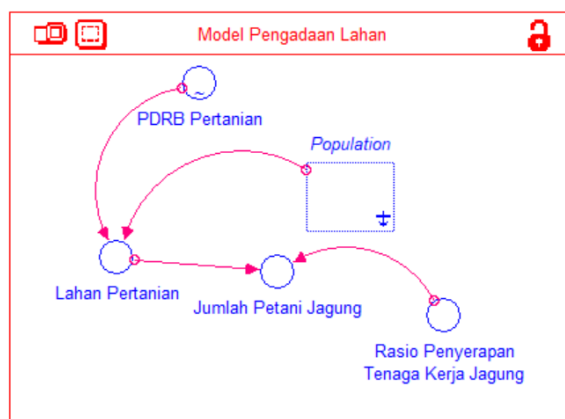 Model Pengadaan Lahan
PDRB Pertanian
Population
Lahan Pertanian
Jumlah Petani Jagung
Rasio Penyerapan
Tenaga Kerja Jagung